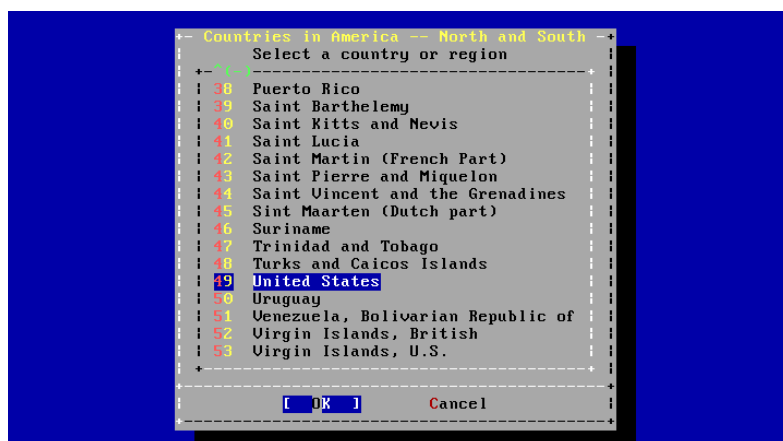 Countries in America -- North and South
Select a country or region
^(-)
38 Puerto Rico
39 Saint Barthelemy
40 Saint Kitts and Nevis
41 Saint Lucia
42 Saint Martin (French Part)
43 Saint Pierre and Miquelon
44 Saint Vincent and the Grenadines
45 Sint Maarten (Dutch part)
46 Suriname
47 Trinidad and Tobago
48 Turks and Caicos Islands
49 United States
50 Uruguay
51 Venezuela, Bolivarian Republic of
52 Virgin Islands, British
53 Virgin Islands, U.S.
[ OK ] Cancel